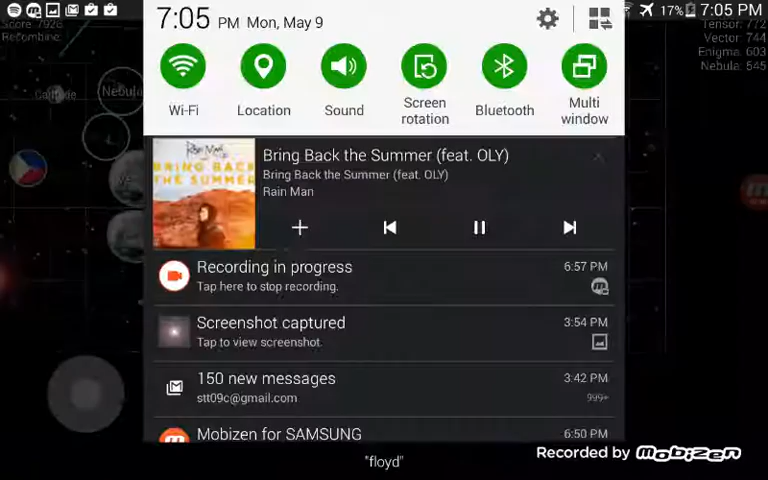 7:05 PM Mon, May 9
17% 7:05 PM
Score: 7926
Recombine:
Tensor: 772
Vector: 744
Enigma: 603
Nebula: 545
Nebula
Wi-Fi
Location
Sound
Screen rotation
Bluetooth
Multi window
BRING BACK
THE SUMMER
Bring Back the Summer (feat. OLY)
Bring Back the Summer (feat. OLY)
Rain Man
Recording in progress 6:57 PM
Tap here to stop recording.
Screenshot captured 3:54 PM
Tap to view screenshot.
150 new messages 3:42 PM
stt09c@gmail.com 999+
Mobizen for SAMSUNG 6:50 PM
Recorded by Mobizen
"floyd"